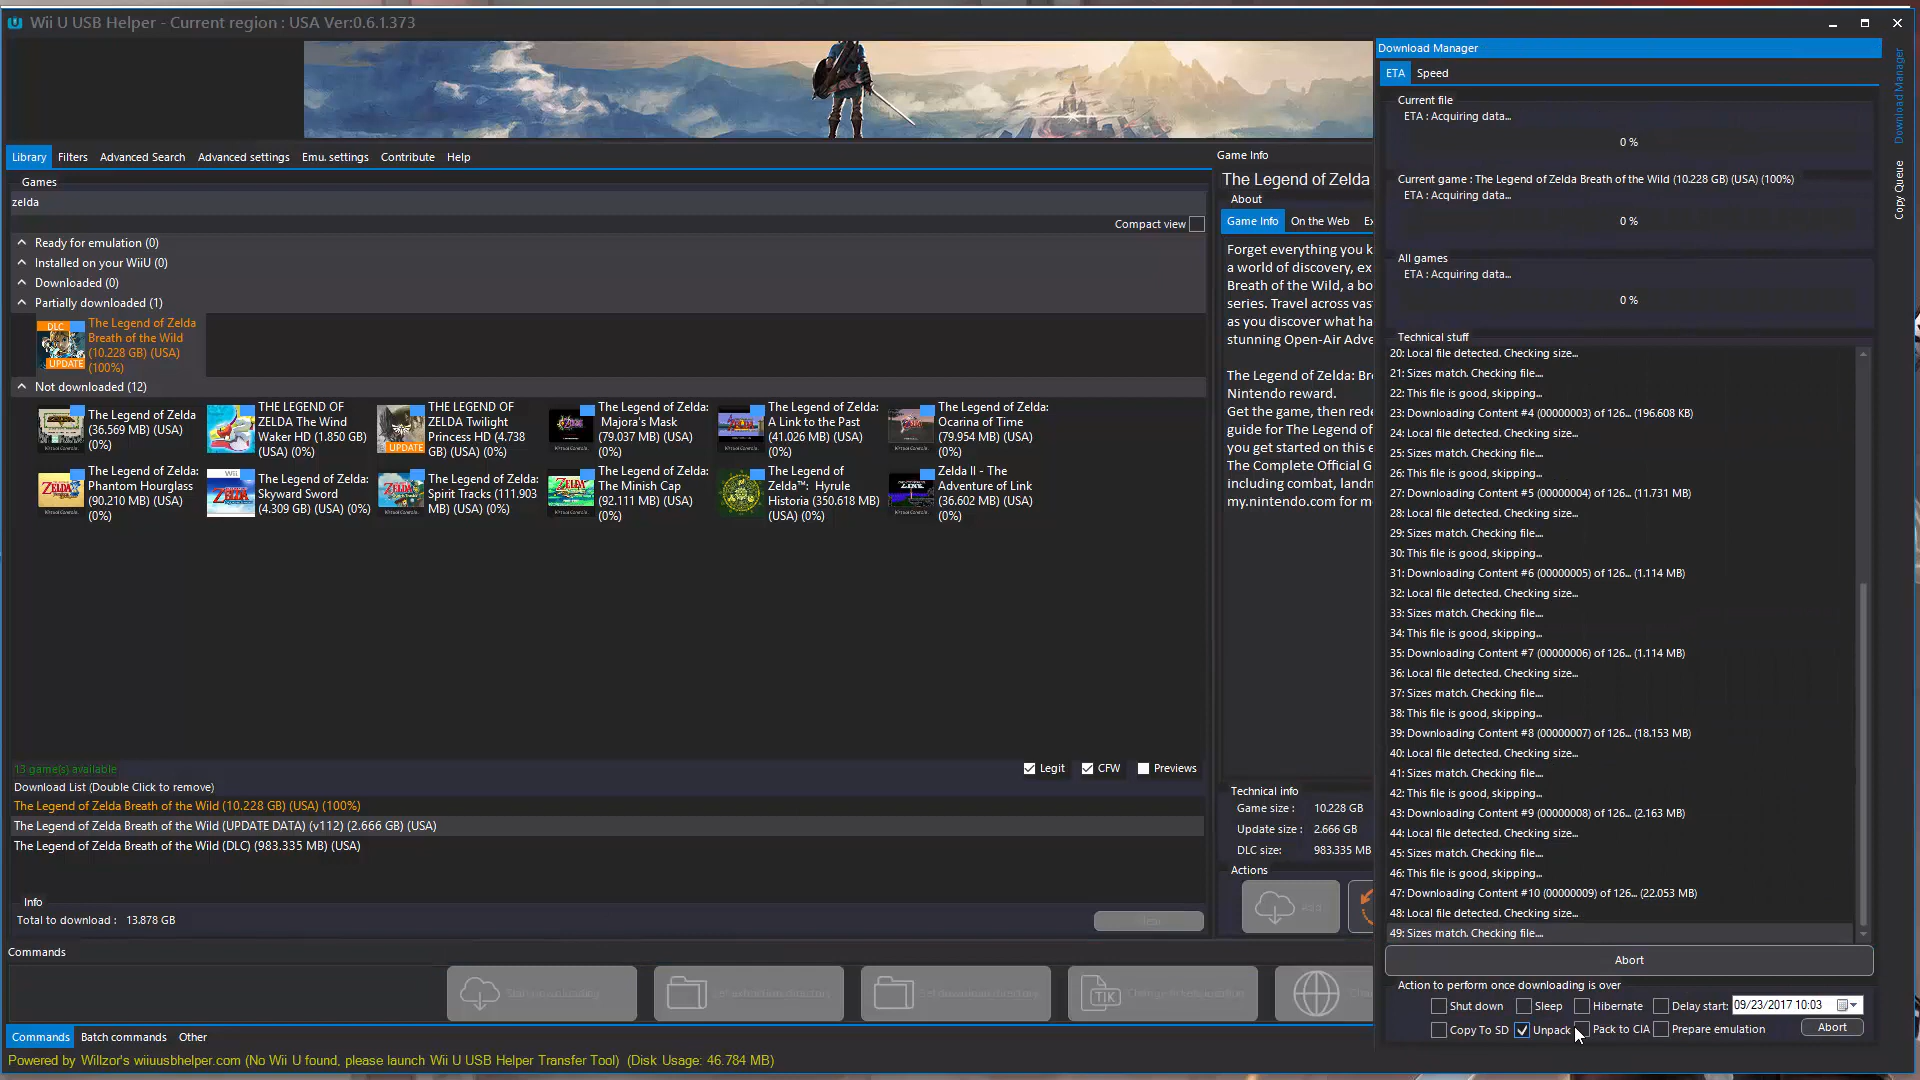 Wii U USB Helper - Current region : USA Ver:0.6.1.373
Library Filters Advanced Search Advanced settings Emu. settings Contribute Help
Games
zelda
Compact view
Ready for emulation (0)
Installed on your WiiU (0)
Downloaded (0)
Partially downloaded (1)
DLC
UPDATE
The Legend of Zelda
Breath of the Wild
(10.228 GB) (USA)
(100%)
Not downloaded (12)
The Legend of Zelda
(36.569 MB) (USA)
(0%)
THE LEGEND OF
ZELDA The Wind
Waker HD (1.850 GB)
(USA) (0%)
UPDATE
THE LEGEND OF
ZELDA Twilight
Princess HD (4.738
GB) (USA) (0%)
The Legend of Zelda:
Majora's Mask
(79.037 MB) (USA)
(0%)
The Legend of Zelda:
A Link to the Past
(41.026 MB) (USA)
(0%)
The Legend of Zelda:
Ocarina of Time
(79.954 MB) (USA)
(0%)
The Legend of Zelda:
Phantom Hourglass
(90.210 MB) (USA)
(0%)
Wii
The Legend of Zelda:
Skyward Sword
(4.309 GB) (USA) (0%)
The Legend of Zelda:
Spirit Tracks (111.903
MB) (USA) (0%)
The Legend of Zelda:
The Minish Cap
(92.111 MB) (USA)
(0%)
The Legend of
Zelda™: Hyrule
Historia (350.618 MB)
(USA) (0%)
Zelda II - The
Adventure of Link
(36.602 MB) (USA)
(0%)
13 game(s) available
Legit CFW Previews
Download List (Double Click to remove)
The Legend of Zelda Breath of the Wild (10.228 GB) (USA) (100%)
The Legend of Zelda Breath of the Wild (UPDATE DATA) (v112) (2.666 GB) (USA)
The Legend of Zelda Breath of the Wild (DLC) (983.335 MB) (USA)
Info
Total to download : 13.878 GB
Commands
TIK
Commands Batch commands Other
Powered by Willzor's wiiuusbhelper.com (No Wii U found, please launch Wii U USB Helper Transfer Tool) (Disk Usage: 46.784 MB)
Game Info
The Legend of Zelda
About
Game Info On the Web
Forget everything you k
a world of discovery, ex
Breath of the Wild, a bo
series. Travel across vas
as you discover what ha
stunning Open-Air Adve
The Legend of Zelda: Br
Nintendo reward.
Get the game, then rede
guide for The Legend of
you get started on this e
The Complete Official G
including combat, landm
my.nintendo.com for m
Technical info
Game size : 10.228 GB
Update size : 2.666 GB
DLC size: 983.335 MB
Actions
Add
Download Manager
ETA Speed
Current file
ETA : Acquiring data...
0 %
Current game : The Legend of Zelda Breath of the Wild (10.228 GB) (USA) (100%)
ETA : Acquiring data...
0 %
All games
ETA : Acquiring data...
0 %
Technical stuff
20: Local file detected. Checking size...
21: Sizes match. Checking file....
22: This file is good, skipping...
23: Downloading Content #4 (00000003) of 126... (196.608 KB)
24: Local file detected. Checking size...
25: Sizes match. Checking file....
26: This file is good, skipping...
27: Downloading Content #5 (00000004) of 126... (11.731 MB)
28: Local file detected. Checking size...
29: Sizes match. Checking file....
30: This file is good, skipping...
31: Downloading Content #6 (00000005) of 126... (1.114 MB)
32: Local file detected. Checking size...
33: Sizes match. Checking file....
34: This file is good, skipping...
35: Downloading Content #7 (00000006) of 126... (1.114 MB)
36: Local file detected. Checking size...
37: Sizes match. Checking file....
38: This file is good, skipping...
39: Downloading Content #8 (00000007) of 126... (18.153 MB)
40: Local file detected. Checking size...
41: Sizes match. Checking file....
42: This file is good, skipping...
43: Downloading Content #9 (00000008) of 126... (2.163 MB)
44: Local file detected. Checking size...
45: Sizes match. Checking file....
46: This file is good, skipping...
47: Downloading Content #10 (00000009) of 126... (22.053 MB)
48: Local file detected. Checking size...
49: Sizes match. Checking file....
Abort
Action to perform once downloading is over
Shut down Sleep Hibernate Delay start: 09/23/2017 10:03
Copy To SD Unpack Pack to CIA Prepare emulation Abort
Download Manager
Copy Queue